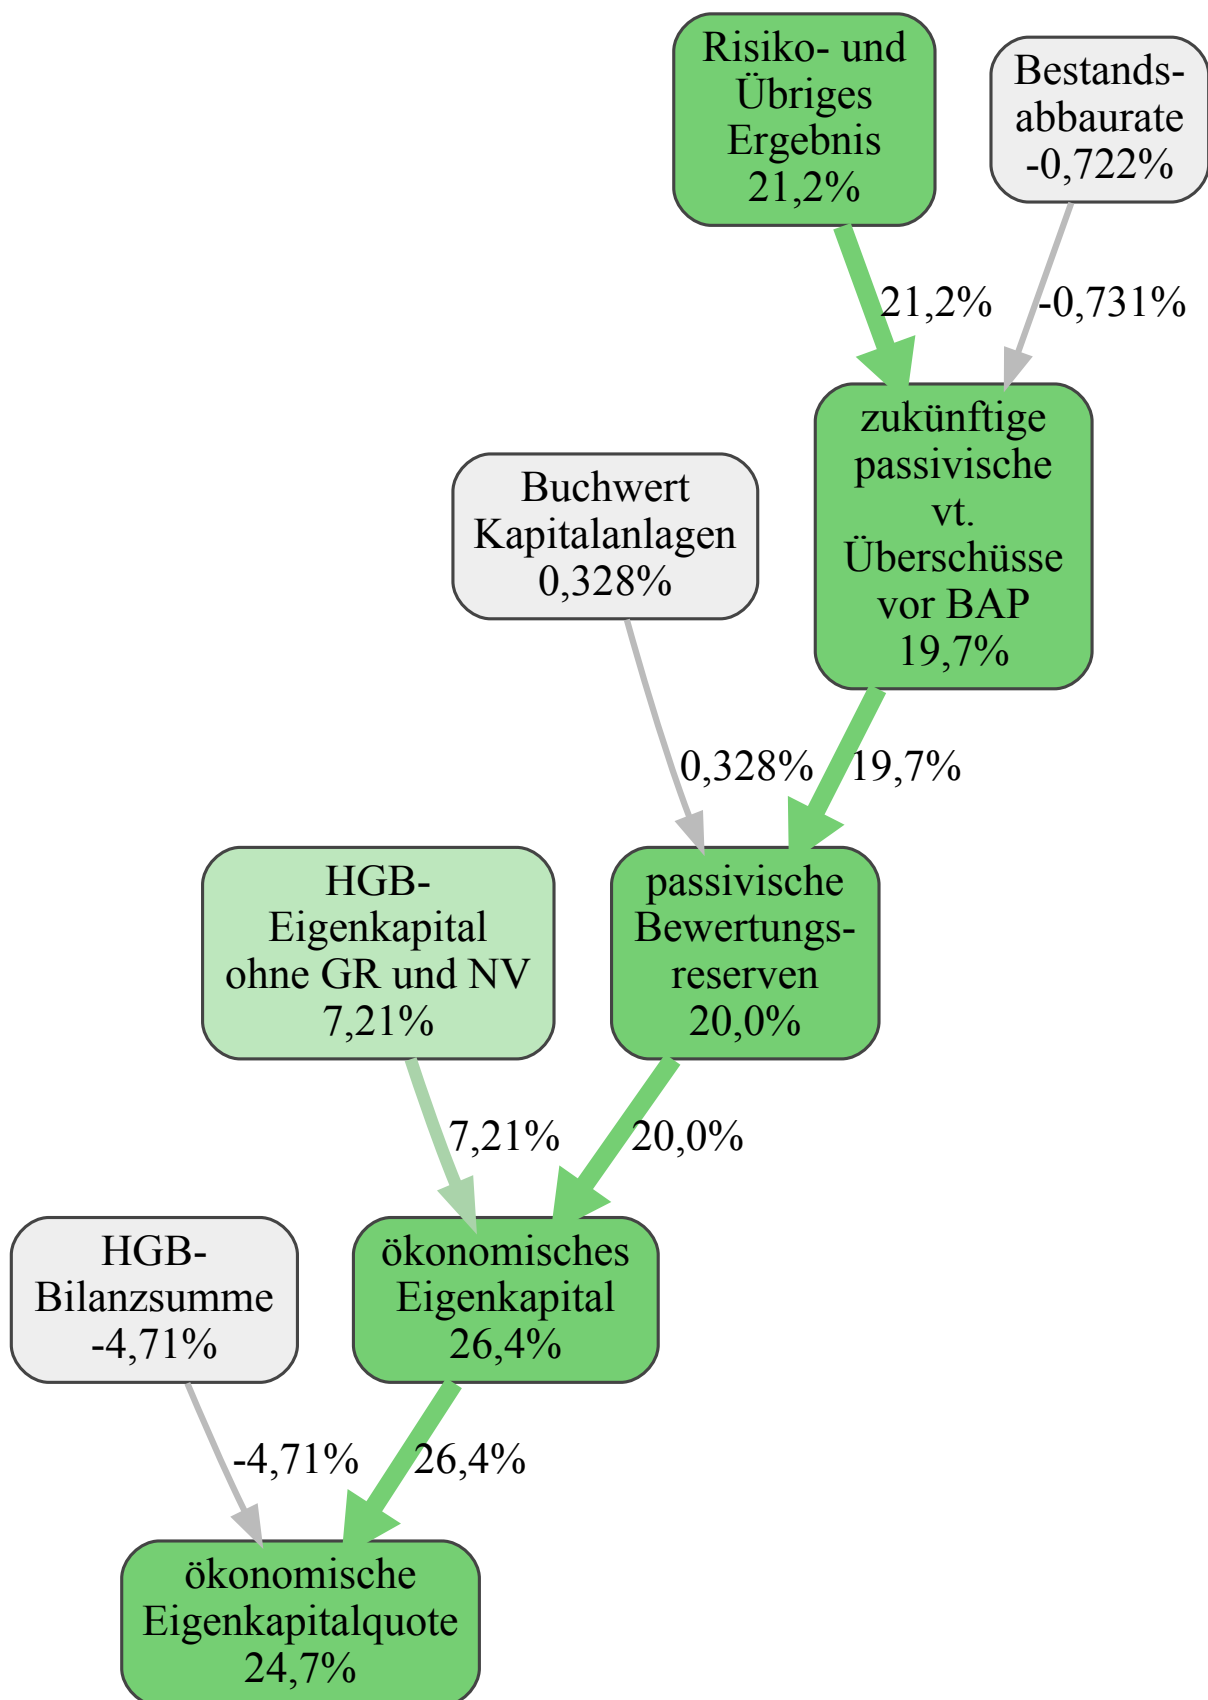 Risiko- und
Übriges
Ergebnis
21,2%
Bestands-
abbaurate
-0,722%
21,2%
-0,731%
zukünftige
passivische
vt.
Überschüsse
vor BAP
19,7%
Buchwert
Kapitalanlagen
0,328%
0,328%
19,7%
HGB-
Eigenkapital
ohne GR und NV
7,21%
passivische
Bewertungs-
reserven
20,0%
7,21%
20,0%
HGB-
Bilanzsumme
-4,71%
ökonomisches
Eigenkapital
26,4%
-4,71%
26,4%
ökonomische
Eigenkapitalquote
24,7%